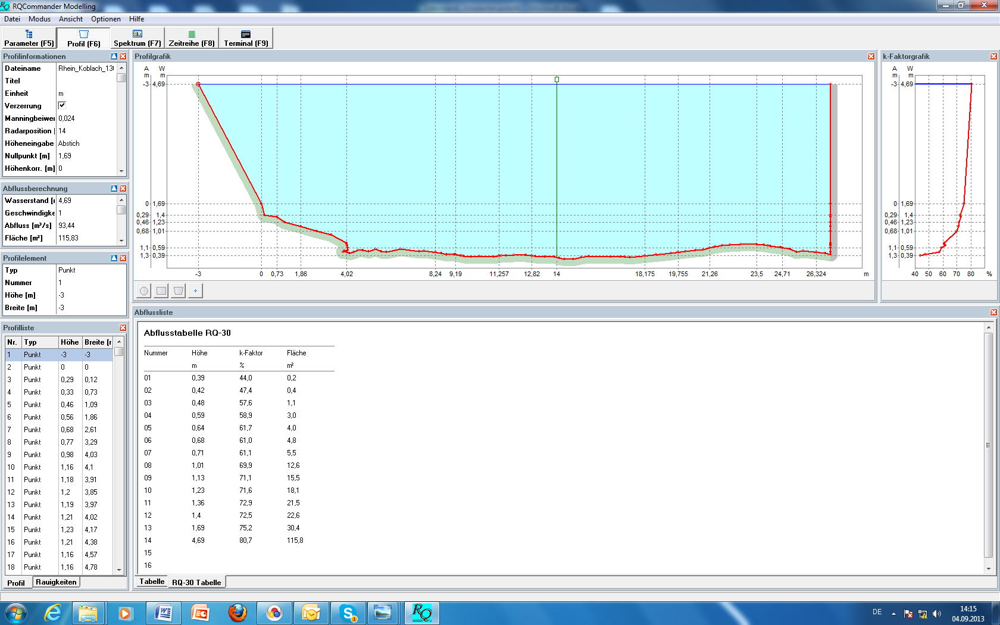 RQCommander Modelling
Datei Modus Ansicht Optionen Hilfe
Parameter (F5) Profil (F6) Spektrum (F7) Zeitreihe (F8) Terminal (F9)
Profilinformationen
Dateiname Rhein_Koblach_13
Titel
Einheit m
Verzerrung
Manningbeiwer 0,024
Radarposition [ 14
Höheneingabe Abstich
Nullpunkt [m] 1,69
Höhenkorr. [m] 0
Abflussberechnung
Wasserstand [r 4,69
Geschwindigke 1
Abfluss [m³/s] 93,44
Fläche [m²] 115,83
Profilelement
Typ Punkt
Nummer 1
Höhe [m] -3
Breite [m] -3
Profilliste
Nr. Typ Höhe Breite [r
1 Punkt -3 -3
2 Punkt 0 0
3 Punkt 0,29 0,12
4 Punkt 0,33 0,73
5 Punkt 0,46 1,09
6 Punkt 0,56 1,86
7 Punkt 0,68 2,61
8 Punkt 0,77 3,29
9 Punkt 0,98 4,03
10 Punkt 1,16 4,1
11 Punkt 1,18 3,91
12 Punkt 1,2 3,85
13 Punkt 1,19 3,97
14 Punkt 1,21 4,02
15 Punkt 1,23 4,17
16 Punkt 1,21 4,38
17 Punkt 1,16 4,57
18 Punkt 1,16 4,78
Profil Rauigkeiten
Profilgrafik
A W
m m
-3 4,69
0 1,69
0,29 1,4
0,46 1,23
0,68 1,01
1,1 0,59
1,3 0,39
-3 0 0,73 1,86 4,02 8,24 9,19 11,257 12,82 14 18,175 19,755 21,26 23,5 24,71 26,324 m
k-Faktorgrafik
A W
m m
-3 4,69
0 1,69
0,29 1,4
0,46 1,23
0,68 1,01
1,1 0,59
1,3 0,39
40 50 60 70 80 %
Abflussliste
Abflusstabelle RQ-30
Nummer Höhe k-Faktor Fläche
m % m²
01 0,39 44,0 0,2
02 0,42 47,4 0,4
03 0,48 57,6 1,1
04 0,59 58,9 3,0
05 0,64 61,7 4,0
06 0,68 61,0 4,8
07 0,71 61,1 5,5
08 1,01 69,9 12,6
09 1,13 71,1 15,5
10 1,23 71,6 18,1
11 1,36 72,9 21,5
12 1,4 72,5 22,6
13 1,69 75,2 30,4
14 4,69 80,7 115,8
15
16
Tabelle RQ-30 Tabelle
DE
14:15
04.09.2013